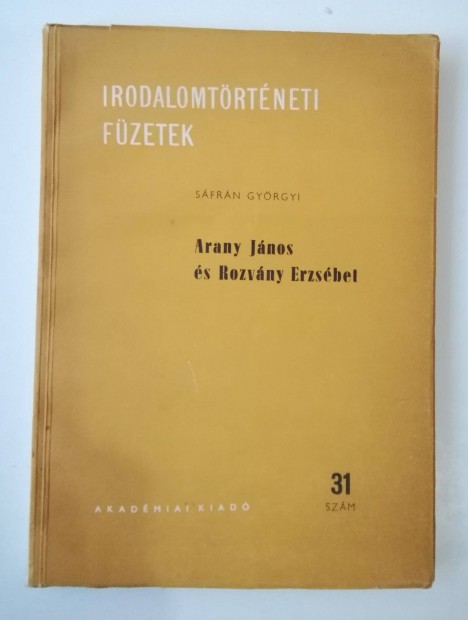 IRODALOMTÖRTÉNETI
FÜZETEK
SÁFRÁN GYÖRGYI
Arany János
és Rozvány Erzsébet
31
SZÁM
AKADÉMIAI KIADÓ